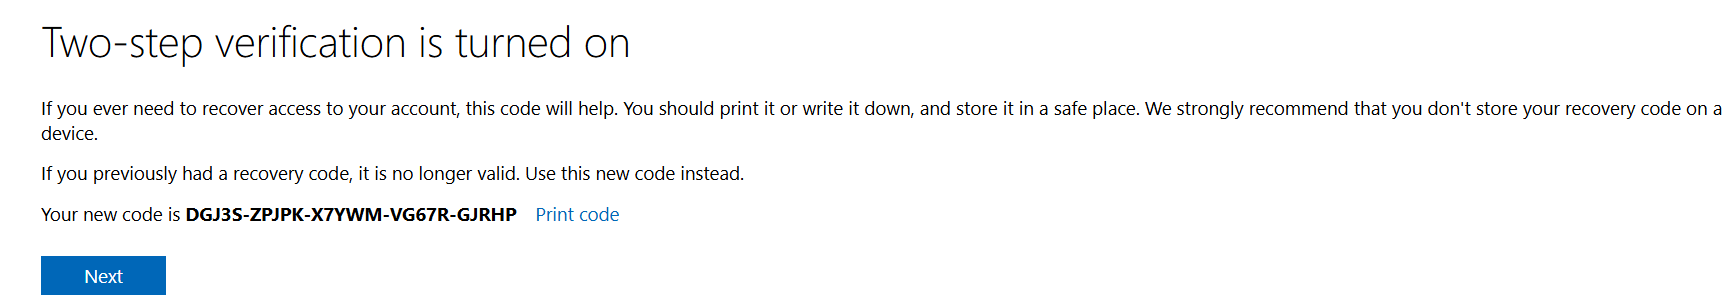 Two-step verification is turned on
If you ever need to recover access to your account, this code will help. You should print it or write it down, and store it in a safe place. We strongly recommend that you don't store your recovery code on a
device.
If you previously had a recovery code, it is no longer valid. Use this new code instead.
Your new code is DGJ3S-ZPJPK-X7YWM-VG67R-GJRHP Print code
Next